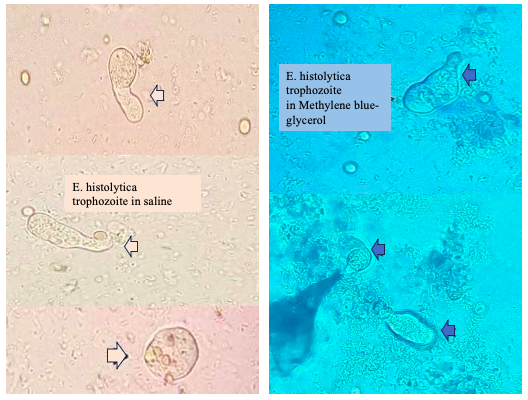 E. histolytica
trophozoite in saline
E. histolytica
trophozoite
in Methylene blue-
glycerol